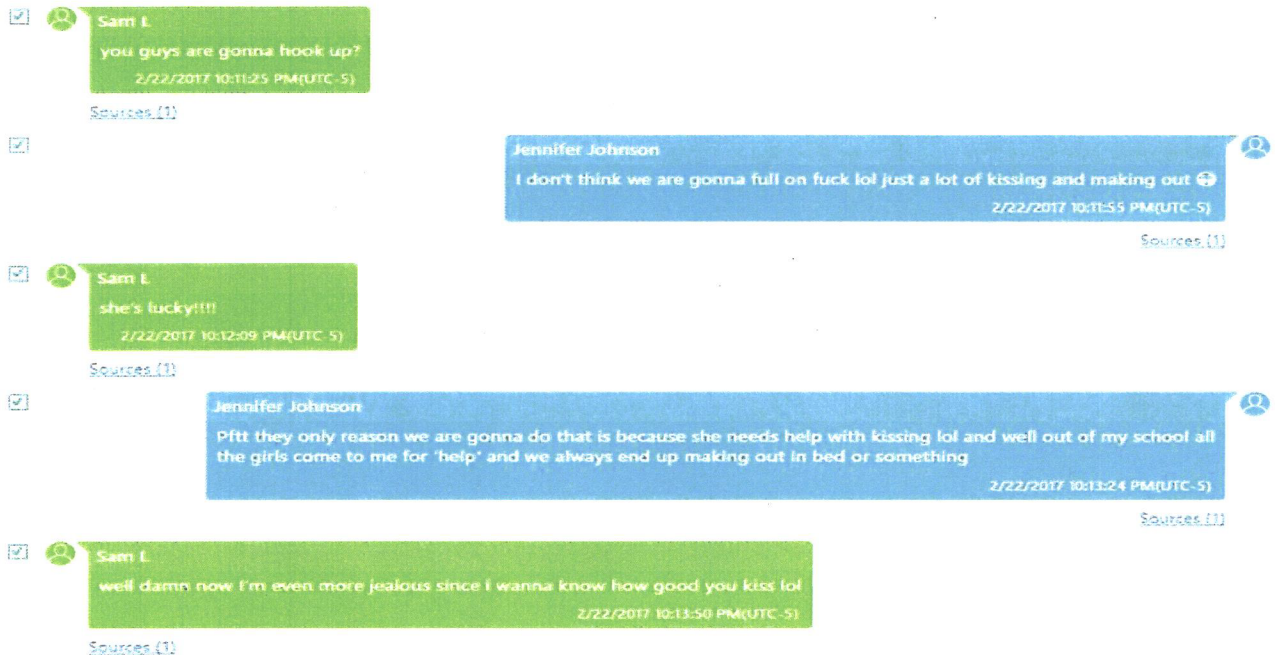 Sam L
you guys are gonna hook up?
2/22/2017 10:11:25 PM(UTC-5)
Sources (1)
Jennifer Johnson
I don't think we are gonna full on fuck lol just a lot of kissing and making out
2/22/2017 10:11:55 PM(UTC-5)
Sources (1)
Sam L
she's lucky!!!!
2/22/2017 10:12:09 PM(UTC-5)
Sources (1)
Jennifer Johnson
Pftt they only reason we are gonna do that is because she needs help with kissing lol and well out of my school all
the girls come to me for 'help' and we always end up making out in bed or something
2/22/2017 10:13:24 PM(UTC-5)
Sources (1)
Sam L
well damn now I'm even more jealous since I wanna know how good you kiss lol
2/22/2017 10:13:50 PM(UTC-5)
Sources (1)